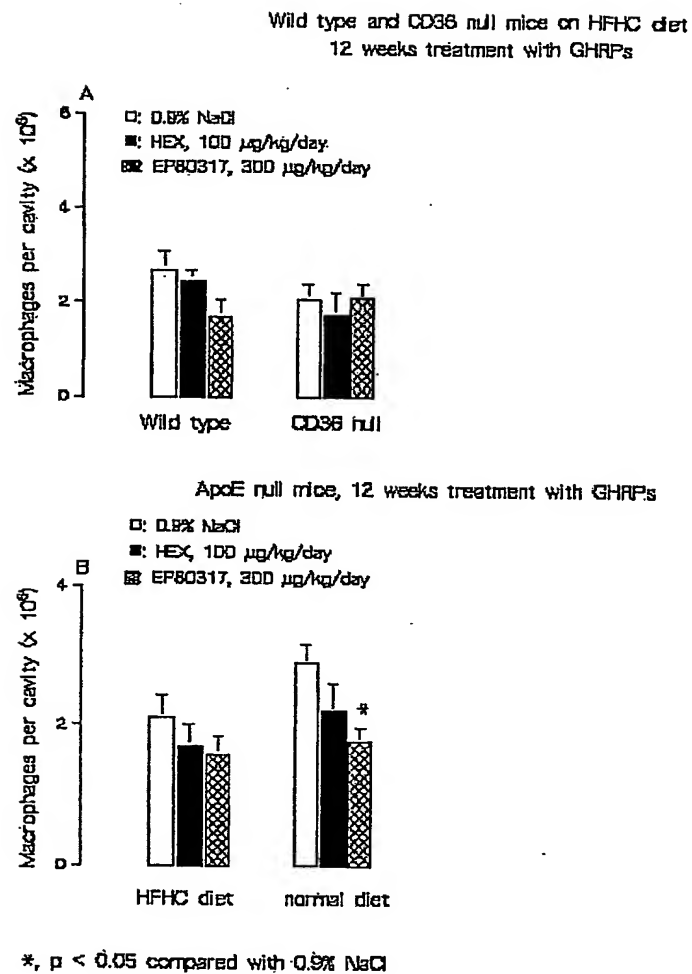 Wild type and CD36 null mice on HFHC diet
12 weeks treatment with GHRPs
A
□: 0.9% NaCl
■: HEX, 100 µg/kg/day.
▩: EP80317, 300 µg/kg/day
Macrophages per cavity (x 10⁶)
6
4
2
0
Wild type
CD36 null
ApoE null mice, 12 weeks treatment with GHRPs
□: 0.9% NaCl
■: HEX, 100 µg/kg/day
▩: EP80317, 300 µg/kg/day
B
Macrophages per cavity (x 10⁶)
4
2
0
*
HFHC diet
normal diet
*, p < 0.05 compared with 0.9% NaCl